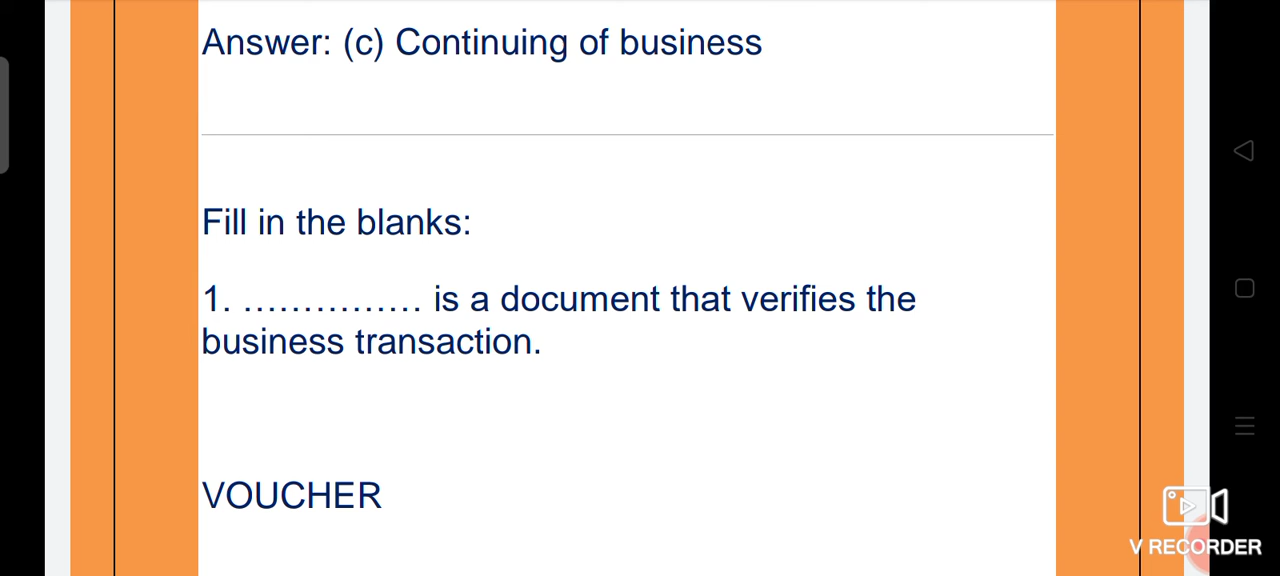 Answer: (c) Continuing of business
Fill in the blanks:
1. …………… is a document that verifies the
business transaction.
VOUCHER
V RECORDER